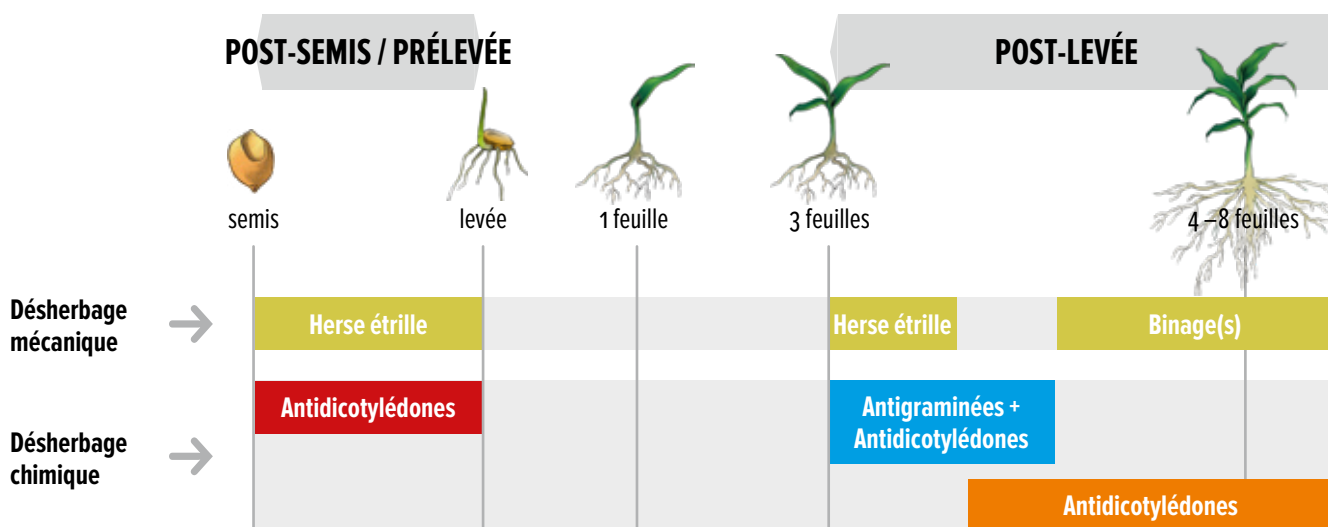 POST-SEMIS / PRÉLEVÉE
POST-LEVÉE
semis
levée
1 feuille
3 feuilles
4 –8 feuilles
Désherbage
mécanique
Herse étrille
Herse étrille
Binage(s)
Désherbage
chimique
Antidicotylédones
Antigraminées +
Antidicotylédones
Antidicotylédones